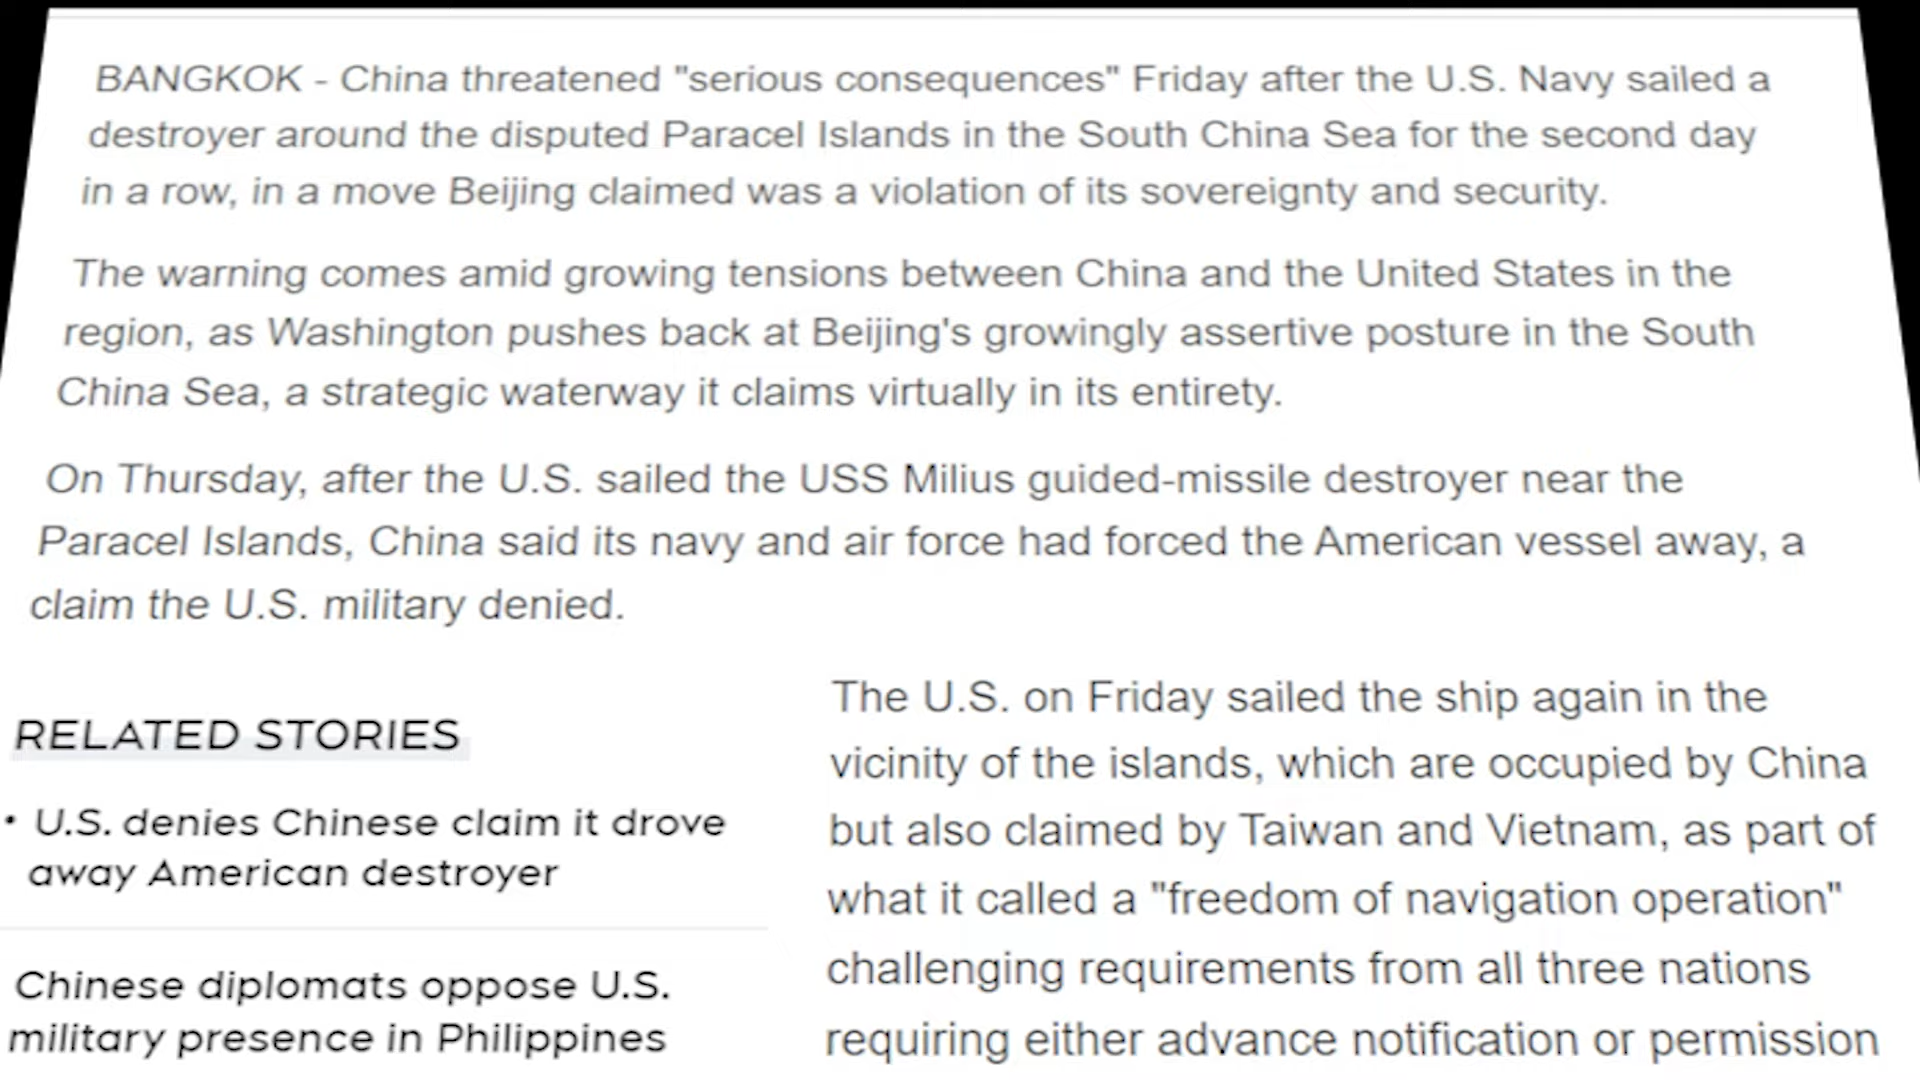 BANGKOK - China threatened "serious consequences" Friday after the U.S. Navy sailed a
destroyer around the disputed Paracel Islands in the South China Sea for the second day
in a row, in a move Beijing claimed was a violation of its sovereignty and security.
The warning comes amid growing tensions between China and the United States in the
region, as Washington pushes back at Beijing's growingly assertive posture in the South
China Sea, a strategic waterway it claims virtually in its entirety.
On Thursday, after the U.S. sailed the USS Milius guided-missile destroyer near the
Paracel Islands, China said its navy and air force had forced the American vessel away, a
claim the U.S. military denied.
RELATED STORIES
• U.S. denies Chinese claim it drove
away American destroyer
Chinese diplomats oppose U.S.
military presence in Philippines
The U.S. on Friday sailed the ship again in the
vicinity of the islands, which are occupied by China
but also claimed by Taiwan and Vietnam, as part of
what it called a "freedom of navigation operation"
challenging requirements from all three nations
requiring either advance notification or permission